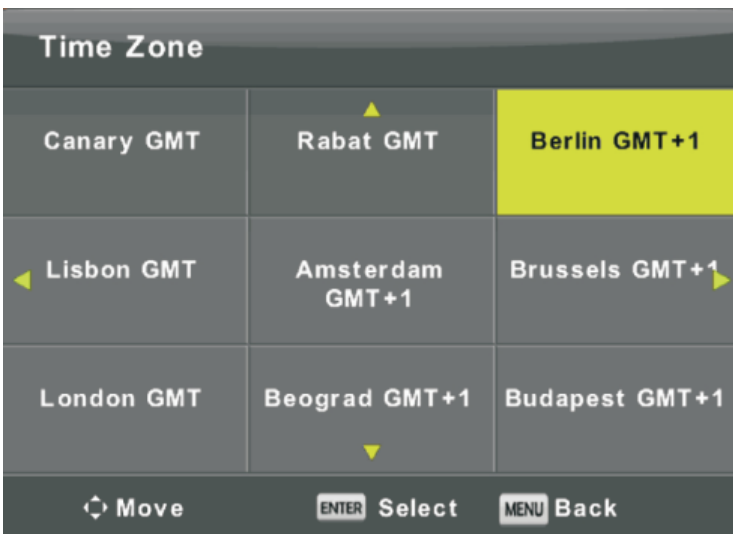 Time Zone
Canary GMT
Rabat GMT
Berlin GMT+1
Lisbon GMT
Amsterdam
GMT+1
Brussels GMT+1
London GMT
Beograd GMT+1
Budapest GMT+1
Move
ENTER Select
MENU Back